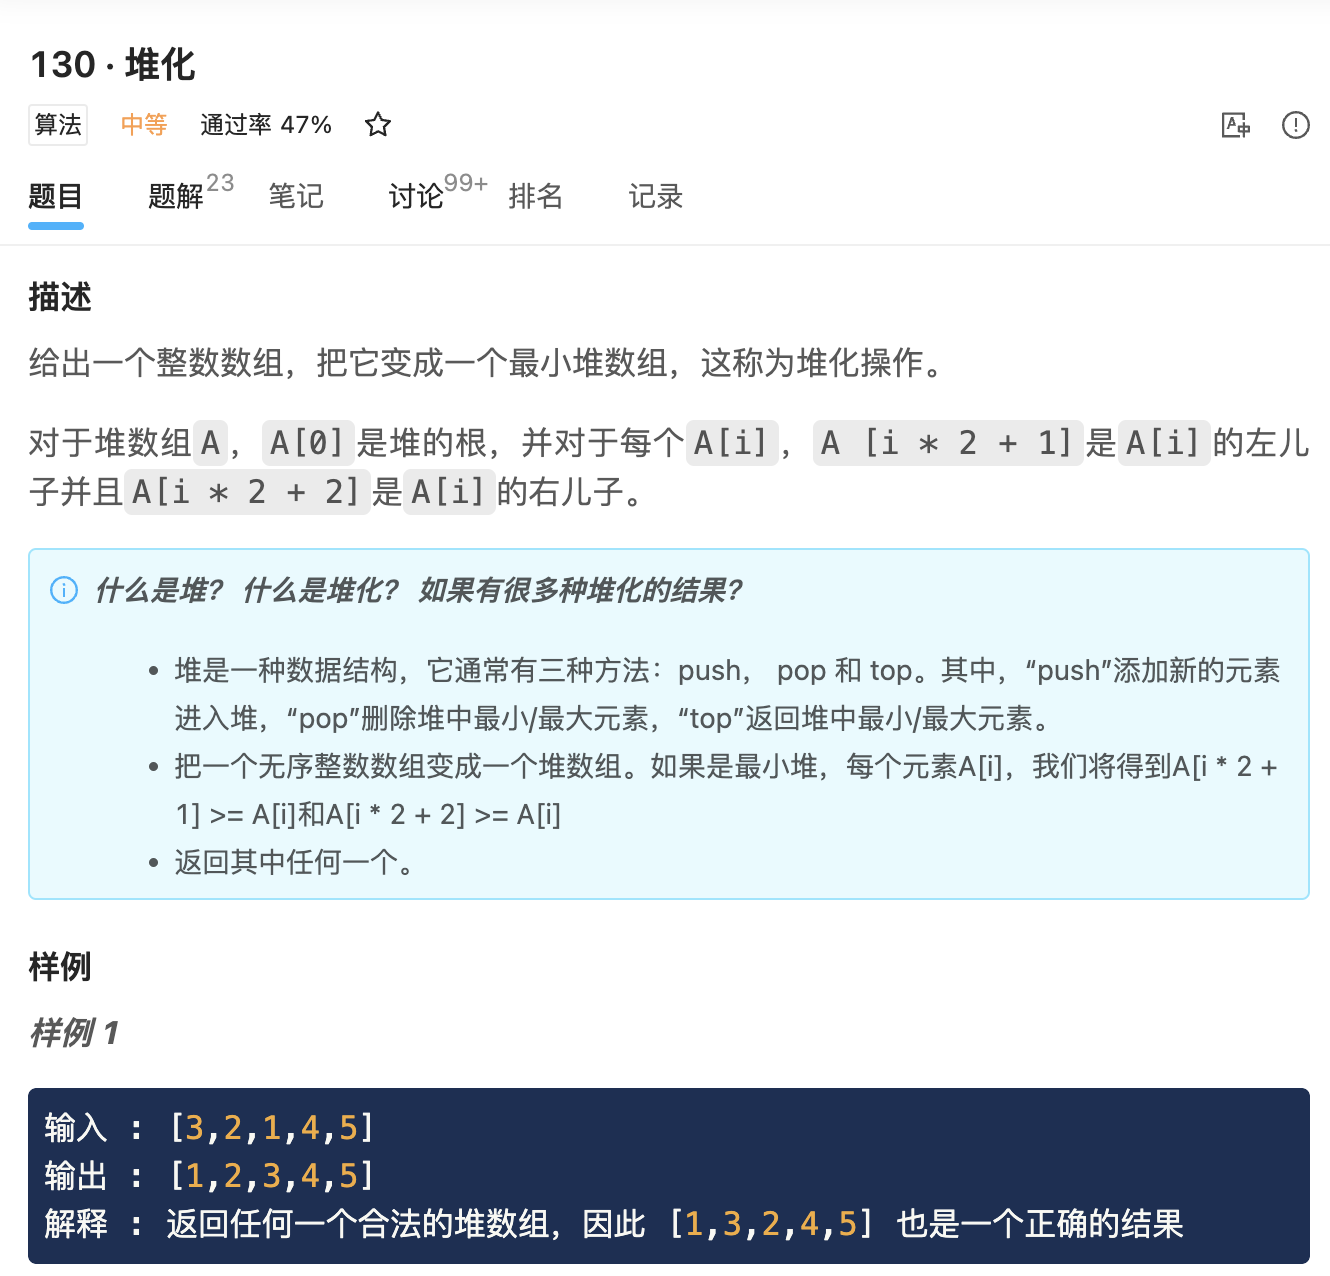 130 · 堆化
算法 中等 通过率 47%
题目 题解 23 笔记 讨论 99+ 排名 记录
描述
给出一个整数数组，把它变成一个最小堆数组，这称为堆化操作。
对于堆数组A，A[0]是堆的根，并对于每个A[i]，A [i * 2 + 1]是A[i]的左儿
子并且A[i * 2 + 2]是A[i]的右儿子。
什么是堆？ 什么是堆化？ 如果有很多种堆化的结果？
• 堆是一种数据结构，它通常有三种方法：push， pop 和 top。其中，“push”添加新的元素
进入堆，“pop”删除堆中最小/最大元素，“top”返回堆中最小/最大元素。
• 把一个无序整数数组变成一个堆数组。如果是最小堆，每个元素A[i]，我们将得到A[i * 2 +
1] >= A[i]和A[i * 2 + 2] >= A[i]
• 返回其中任何一个。
样例
样例 1
输入 : [3,2,1,4,5]
输出 : [1,2,3,4,5]
解释 : 返回任何一个合法的堆数组，因此 [1,3,2,4,5] 也是一个正确的结果